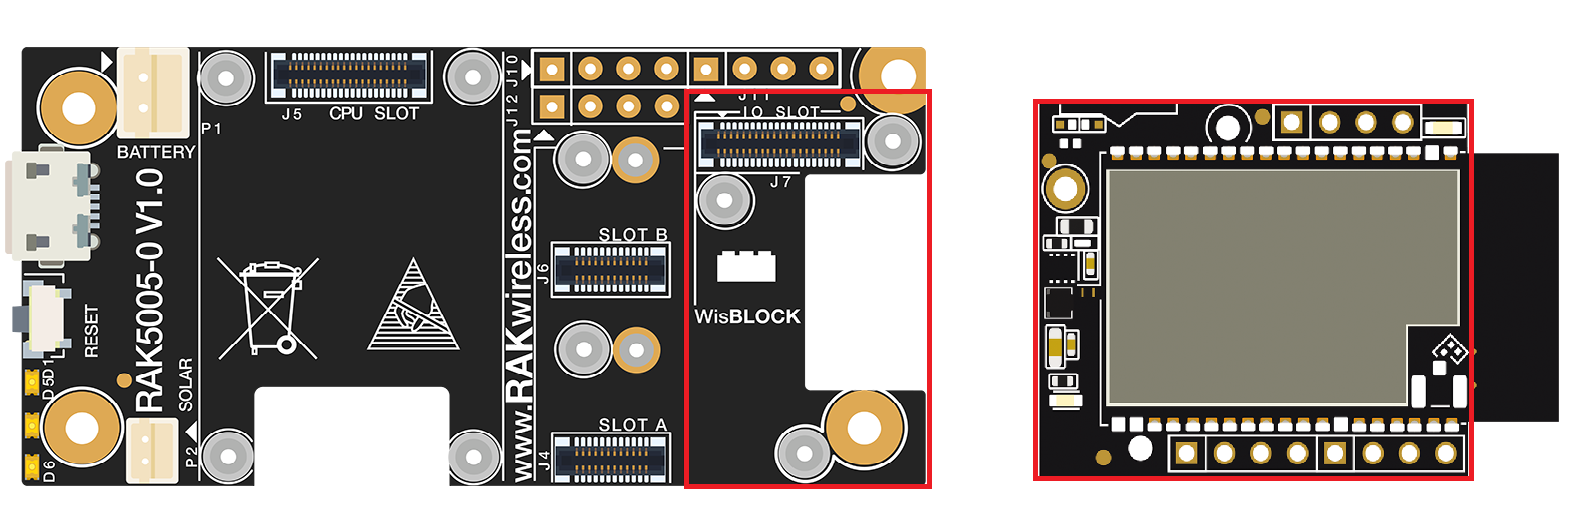 J5
CPU SLOT
J10
J12
J11
IO SLOT
J7
P1
BATTERY
RAK5005-O V1.0
www.RAKwireless.com
SLOT B
J6
WisBLOCK
RESET
D1
D5
SOLAR
P2
D6
SLOT A
J4